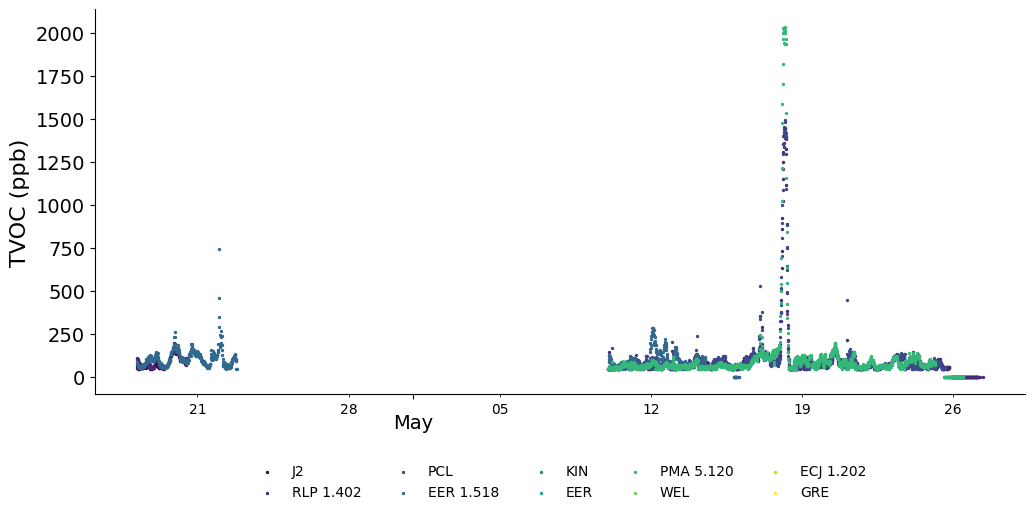 2000
1750
1500
1250
1000
750
500
250
0
TVOC (ppb)
21 28 05 12 19 26
May
J2 PCL KIN PMA 5.120 ECJ 1.202
RLP 1.402 EER 1.518 EER WEL GRE